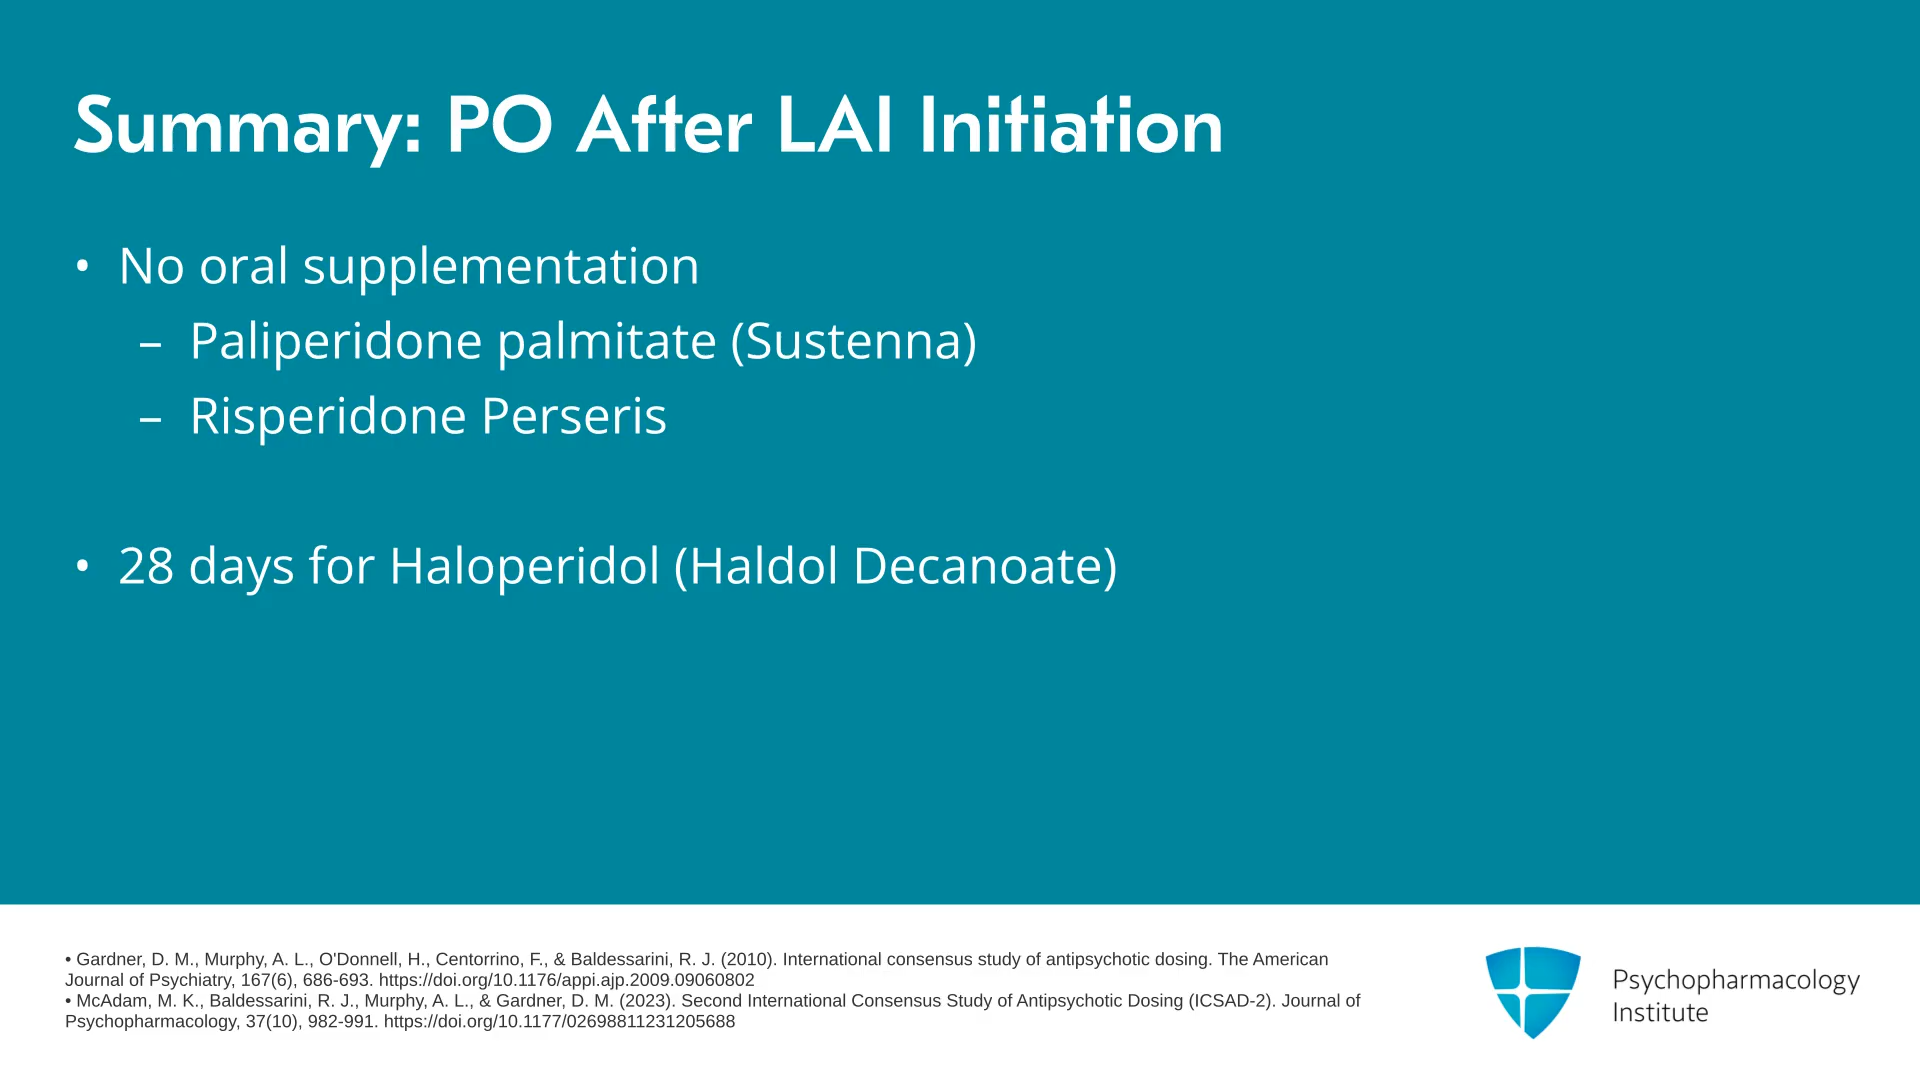 Summary: PO After LAI Initiation
• No oral supplementation
– Paliperidone palmitate (Sustenna)
– Risperidone Perseris
• 28 days for Haloperidol (Haldol Decanoate)
• Gardner, D. M., Murphy, A. L., O'Donnell, H., Centorrino, F., & Baldessarini, R. J. (2010). International consensus study of antipsychotic dosing. The American
Journal of Psychiatry, 167(6), 686-693. https://doi.org/10.1176/appi.ajp.2009.09060802
• McAdam, M. K., Baldessarini, R. J., Murphy, A. L., & Gardner, D. M. (2023). Second International Consensus Study of Antipsychotic Dosing (ICSAD-2). Journal of
Psychopharmacology, 37(10), 982-991. https://doi.org/10.1177/02698811231205688
Psychopharmacology
Institute